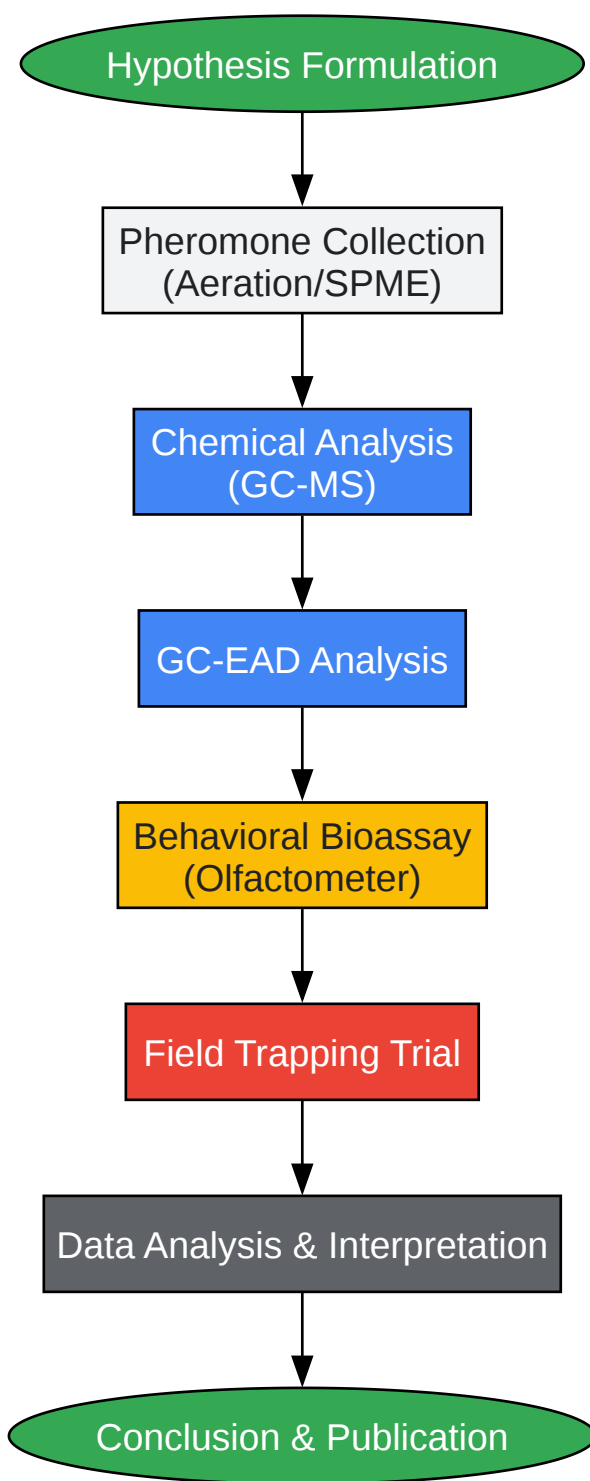 Hypothesis Formulation
Pheromone Collection
(Aeration/SPME)
Chemical Analysis
(GC-MS)
GC-EAD Analysis
Behavioral Bioassay
(Olfactometer)
Field Trapping Trial
Data Analysis & Interpretation
Conclusion & Publication